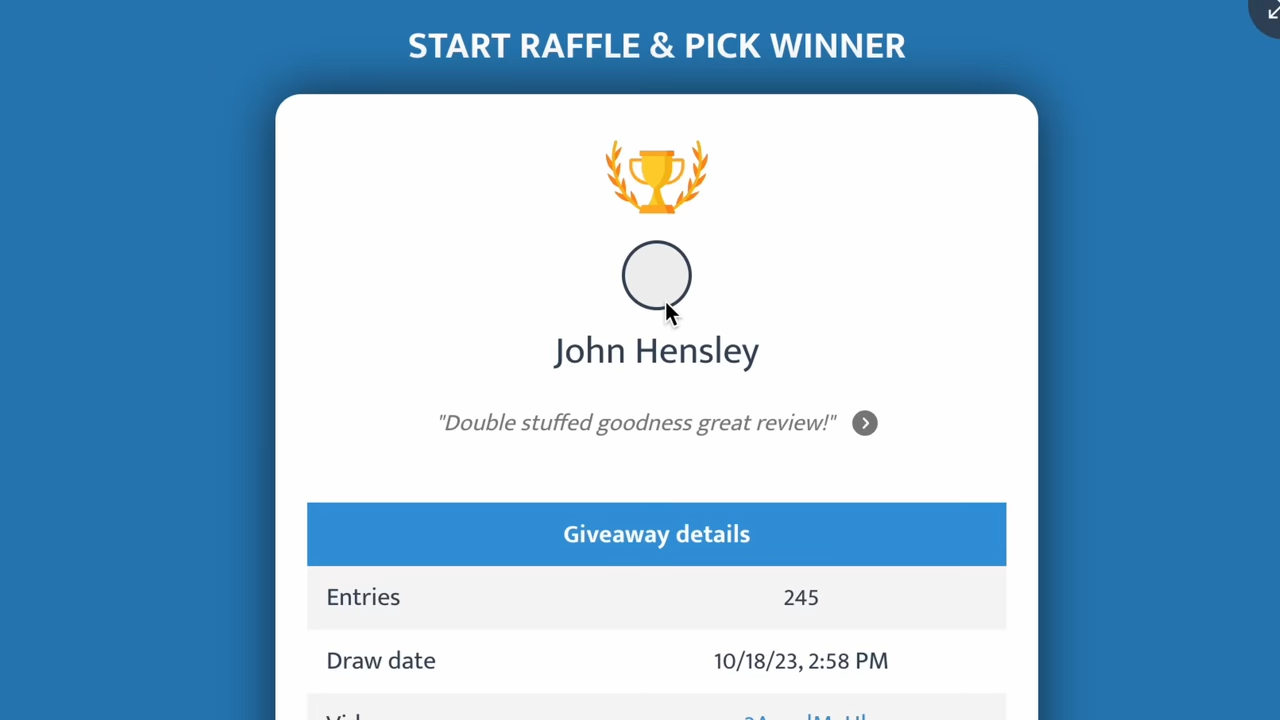 START RAFFLE & PICK WINNER
John Hensley
"Double stuffed goodness great review!"
Giveaway details
Entries 245
Draw date 10/18/23, 2:58 PM